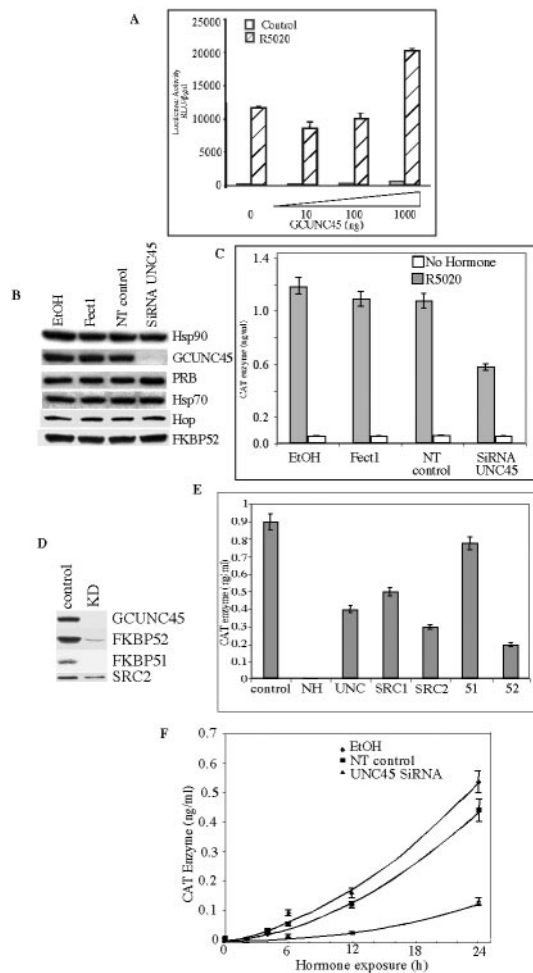 A
Control
R5020
Luciferase Activity
RLU/βgal
25000
20000
15000
10000
5000
0
0 10 100 1000
GCUNC45 (ng)
B
EtOH
Fect1
NT control
SiRNA UNC45
Hsp90
GCUNC45
PRB
Hsp70
Hop
FKBP52
C
No Hormone
R5020
CAT enzyme (ng/ml)
1.4
1.0
0.6
0.2
0.0
EtOH Fect1 NT control SiRNA UNC45
D
control
KD
GCUNC45
FKBP52
FKBP51
SRC2
E
CAT enzyme (ng/ml)
1
0.9
0.8
0.7
0.6
0.5
0.4
0.3
0.2
0.1
0
control NH UNC SRC1 SRC2 51 52
F
EtOH
NT control
UNC45 SiRNA
CAT Enzyme (ng/ml)
0.7
0.6
0.5
0.4
0.3
0.2
0.1
0
0 6 12 24
Hormone exposure (h)